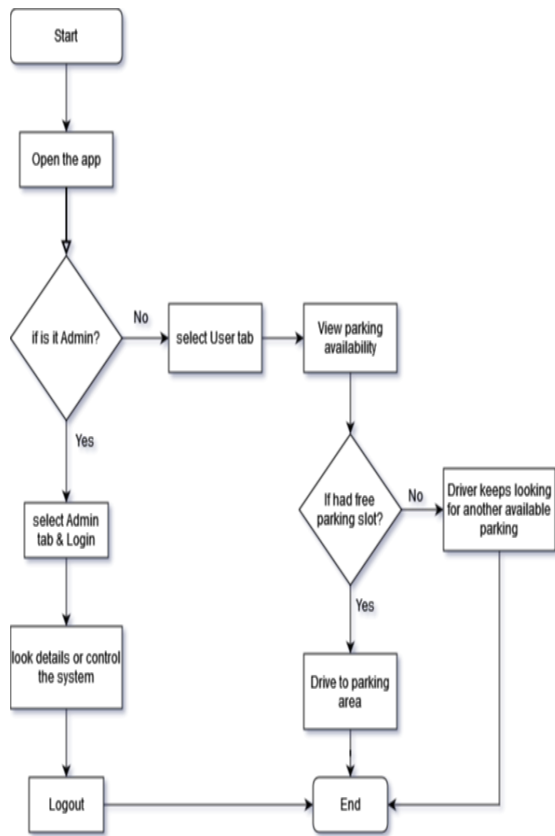 Start
Open the app
if is it Admin?
No
select User tab
View parking
availability
Yes
select Admin
tab & Login
If had free
parking slot?
No
Driver keeps looking
for another available
parking
Yes
look details or control
the system
Drive to parking
area
Logout
End